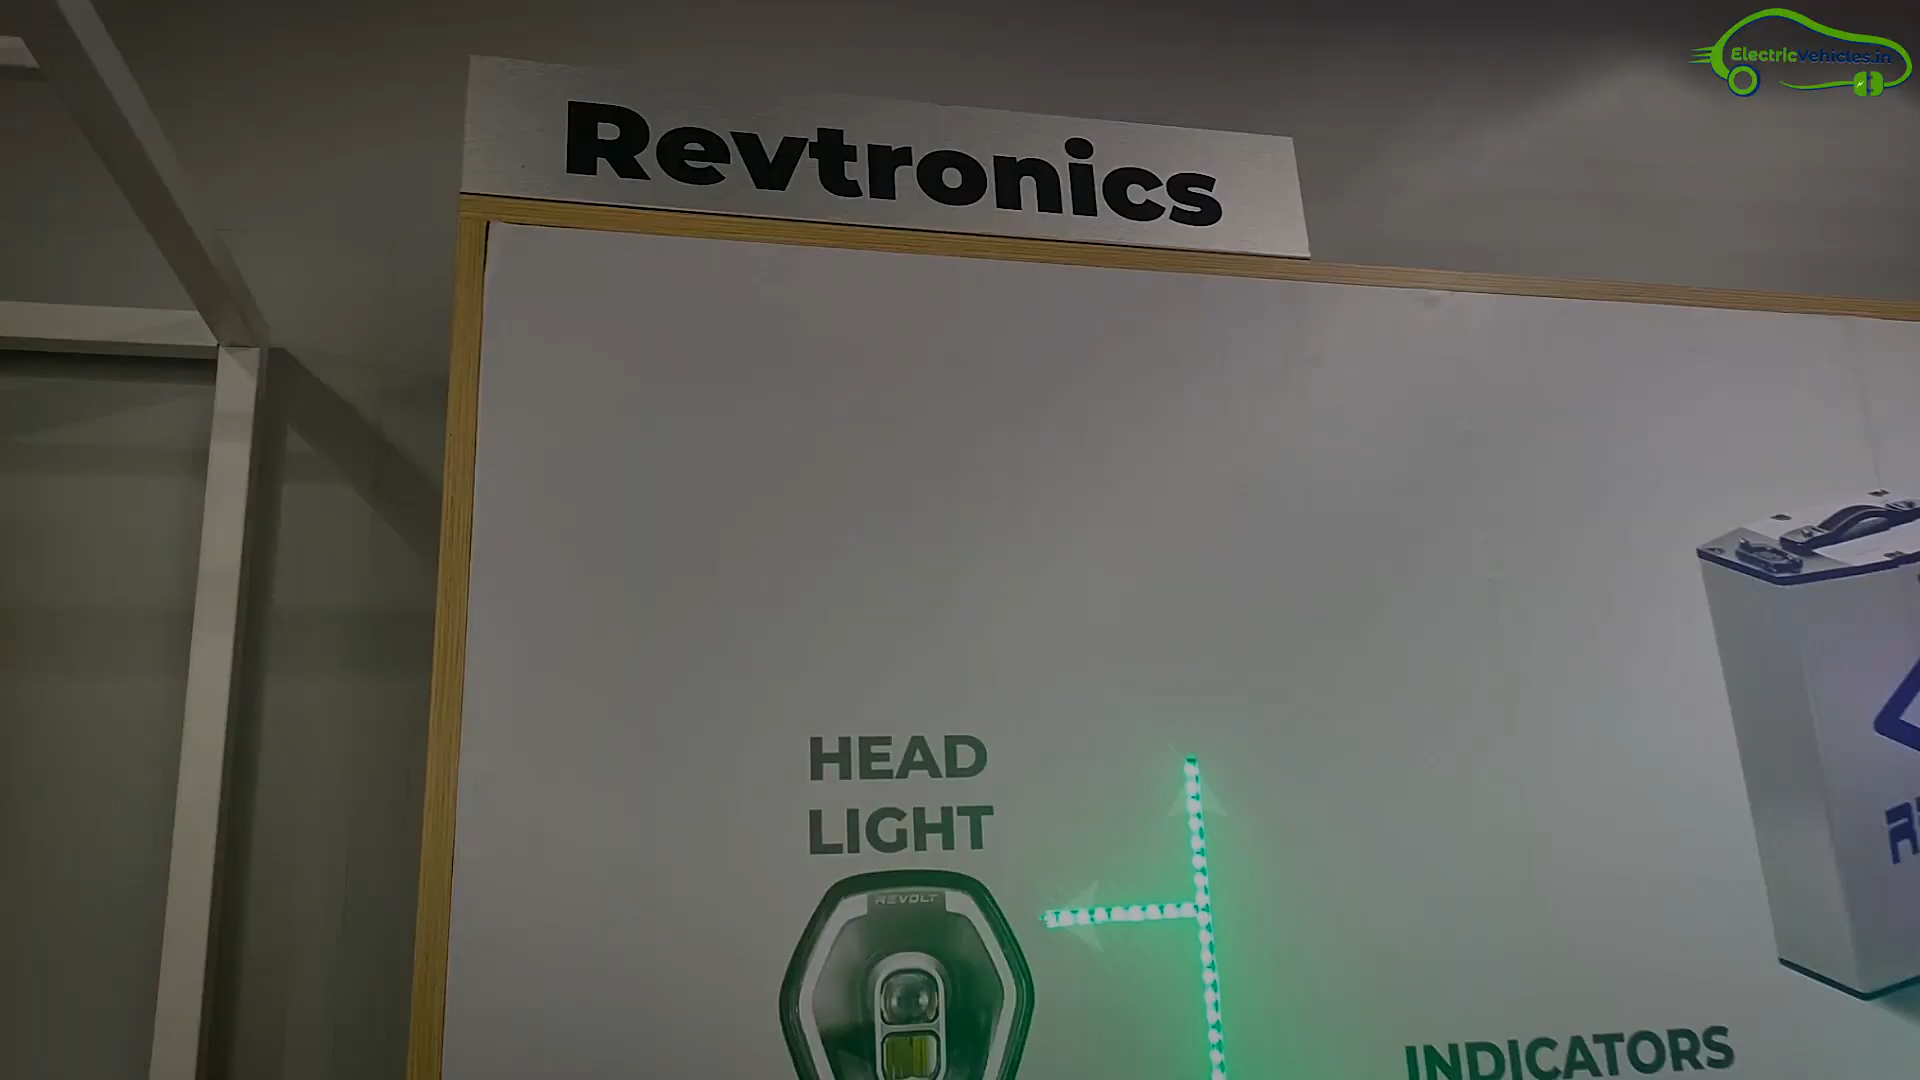 ElectricVehicles.in
Revtronics
HEAD
LIGHT
REVOLT
INDICATORS